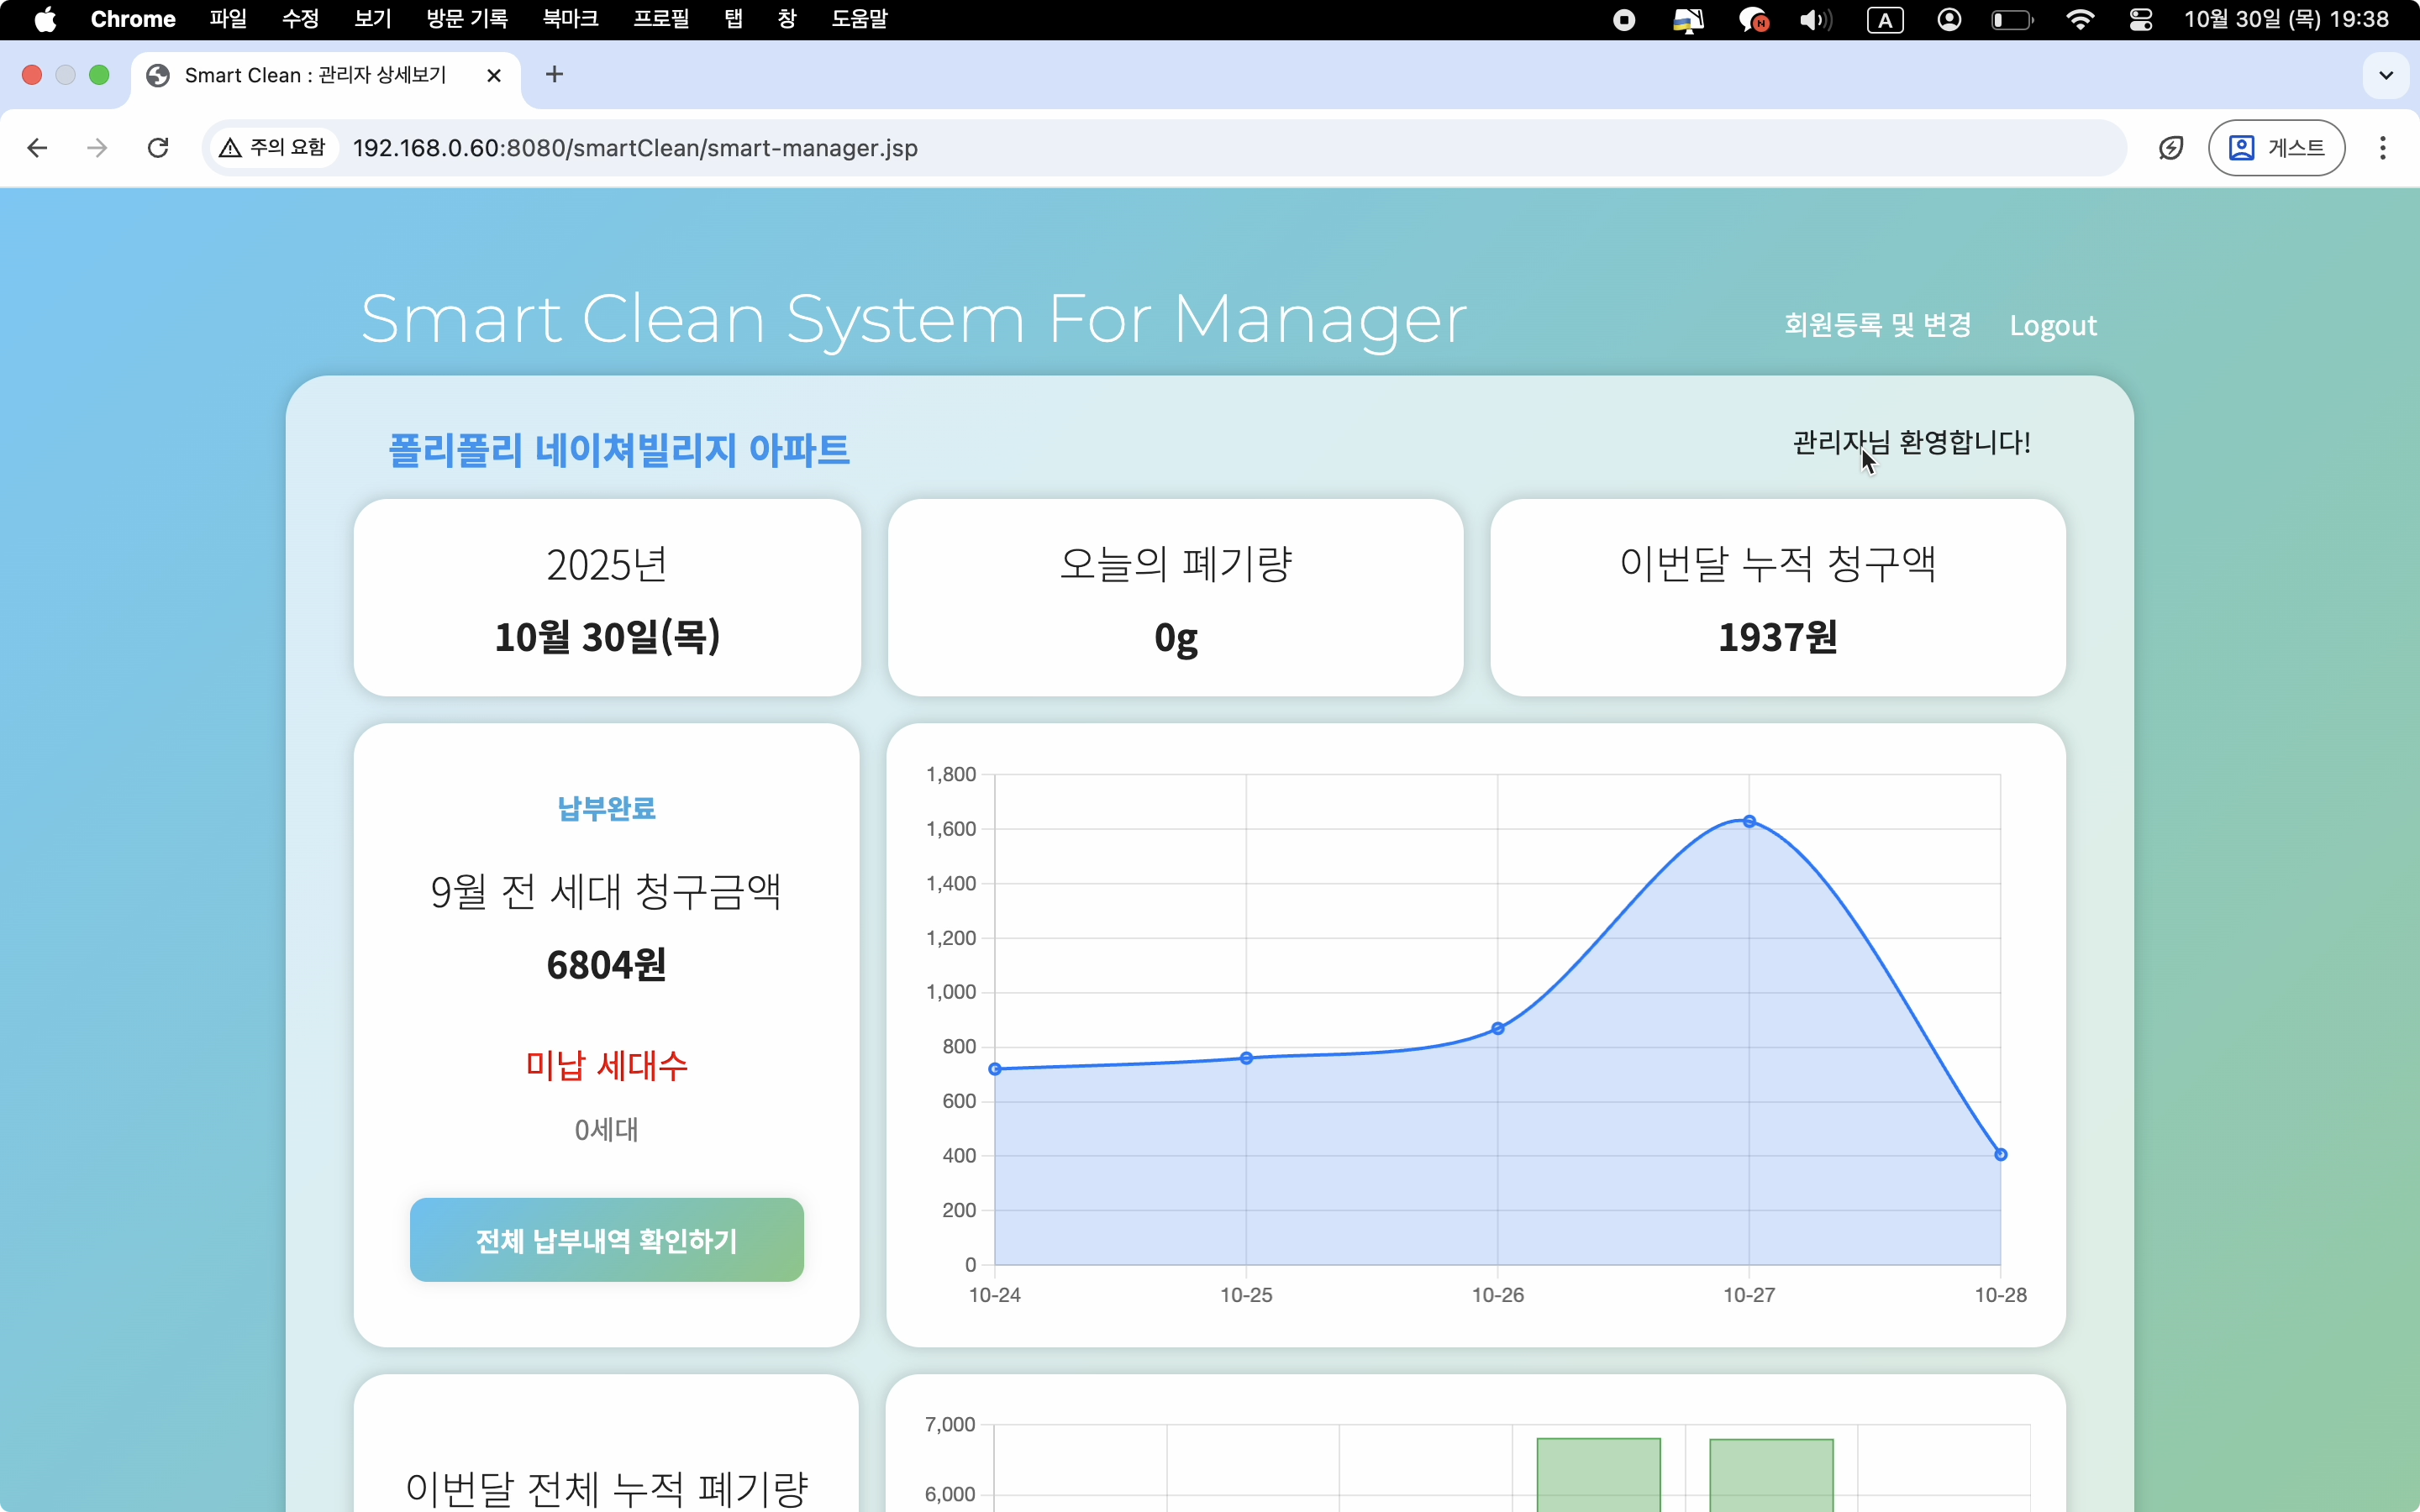 Chrome 파일 수정 보기 방문 기록 북마크 프로필 탭 창 도움말 N A 10월 30일 (목) 19:38
Smart Clean : 관리자 상세보기
주의 요함 192.168.0.60:8080/smartClean/smart-manager.jsp 게스트
Smart Clean System For Manager
회원등록 및 변경 Logout
폴리폴리 네이쳐빌리지 아파트
관리자님 환영합니다!
2025년
10월 30일(목)
오늘의 폐기량
0g
이번달 누적 청구액
1937원
납부완료
9월 전 세대 청구금액
6804원
미납 세대수
0세대
전체 납부내역 확인하기
1,800
1,600
1,400
1,200
1,000
800
600
400
200
0
10-24 10-25 10-26 10-27 10-28
이번달 전체 누적 폐기량
7,000
6,000